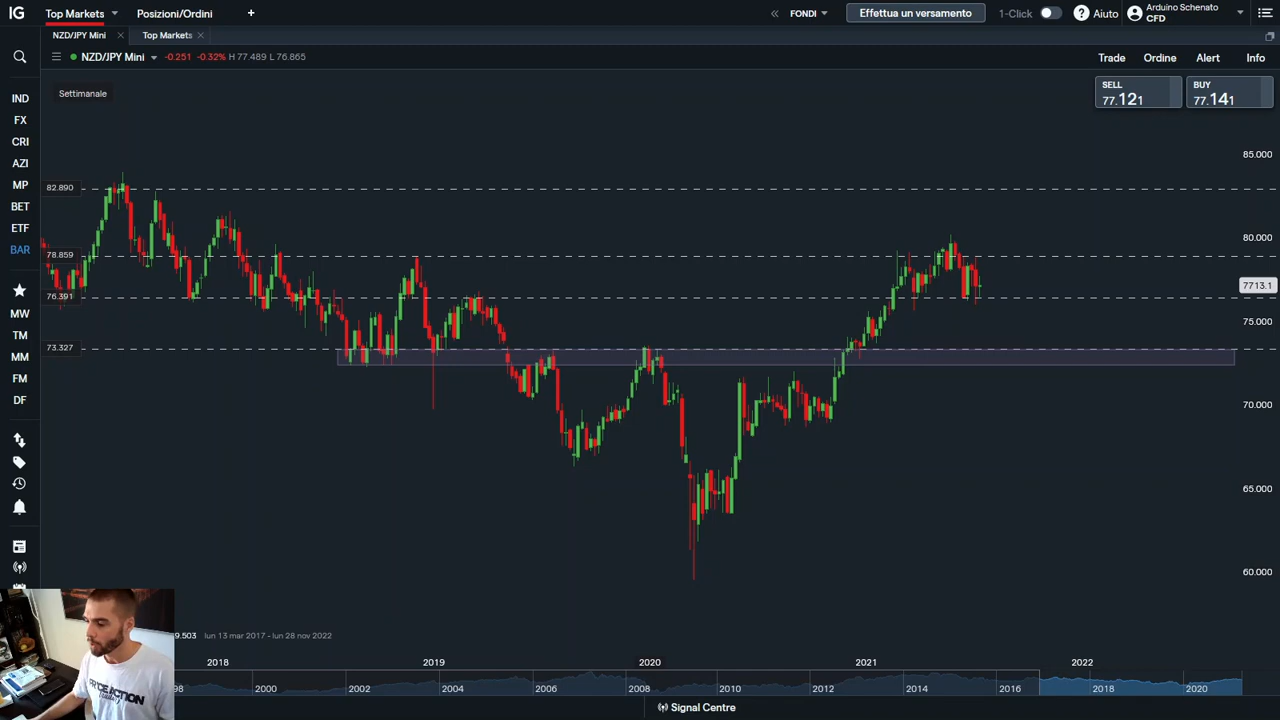 IG Top Markets Posizioni/Ordini + FONDI Effettua un versamento 1-Click Aiuto Arduino Schenato
CFD
NZD/JPY Mini Top Markets
NZD/JPY Mini -0.251 -0.32% H 77.489 L 76.865 Trade Ordine Alert Info
Settimanale
SELL
77.121
BUY
77.141
IND
FX
CRI
AZI
MP
BET
ETF
BAR
MW
TM
MM
FM
DF
82.890
78.859
76.391
73.327
85.000
80.000
7713.1
75.000
70.000
65.000
60.000
9.503 lun 13 mar 2017 - lun 28 nov 2022
2018 2019 2020 2021 2022
98 2000 2002 2004 2006 2008 2010 2012 2014 2016 2018 2020
PRICE ACTION
Signal Centre